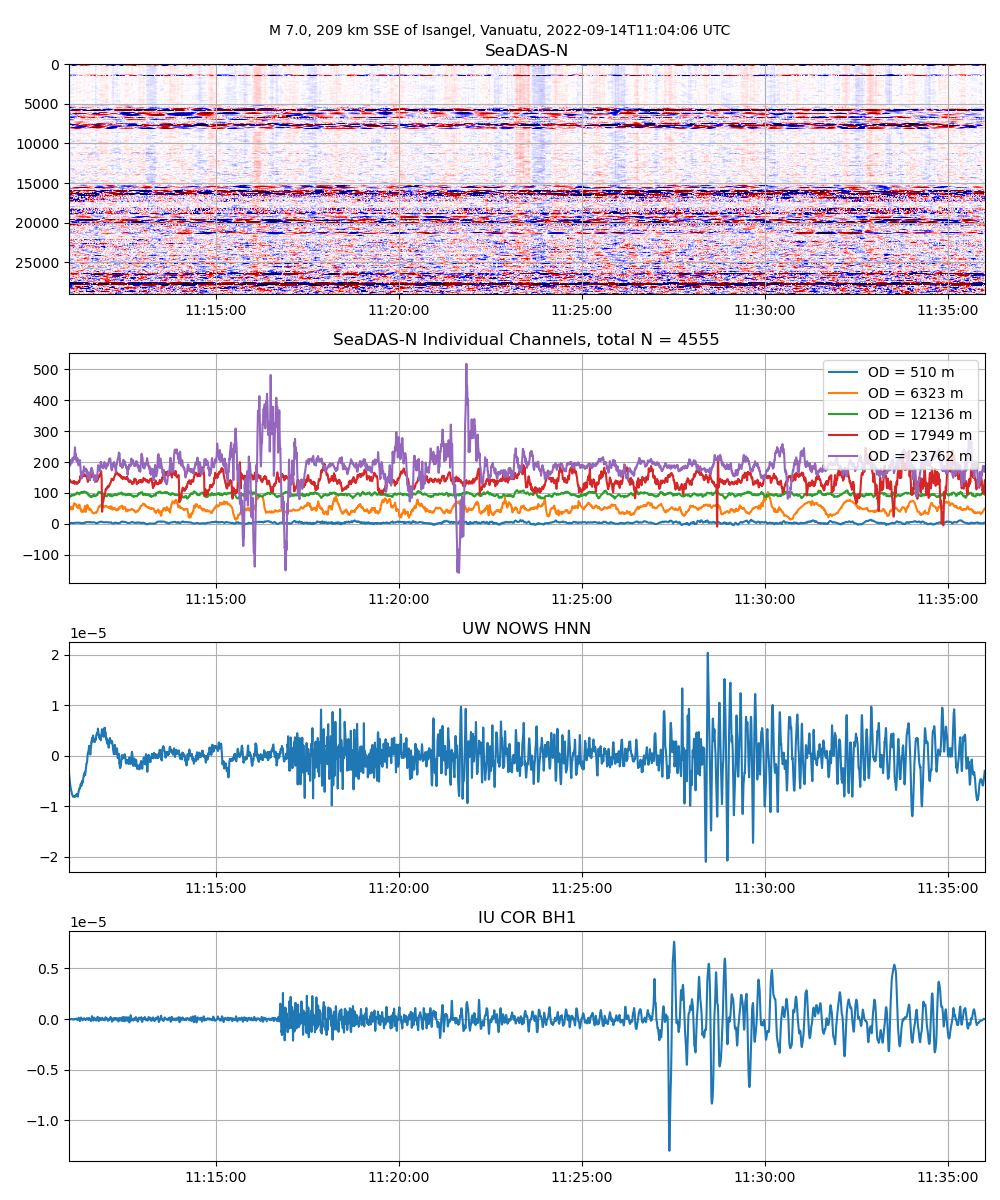 M 7.0, 209 km SSE of Isangel, Vanuatu, 2022-09-14T11:04:06 UTC
SeaDAS-N
0
5000
10000
15000
20000
25000
11:15:00 11:20:00 11:25:00 11:30:00 11:35:00
SeaDAS-N Individual Channels, total N = 4555
500
400
300
200
100
0
−100
OD = 510 m
OD = 6323 m
OD = 12136 m
OD = 17949 m
OD = 23762 m
11:15:00 11:20:00 11:25:00 11:30:00 11:35:00
UW NOWS HNN
1e−5
2
1
0
−1
−2
11:15:00 11:20:00 11:25:00 11:30:00 11:35:00
IU COR BH1
1e−5
0.5
0.0
−0.5
−1.0
11:15:00 11:20:00 11:25:00 11:30:00 11:35:00